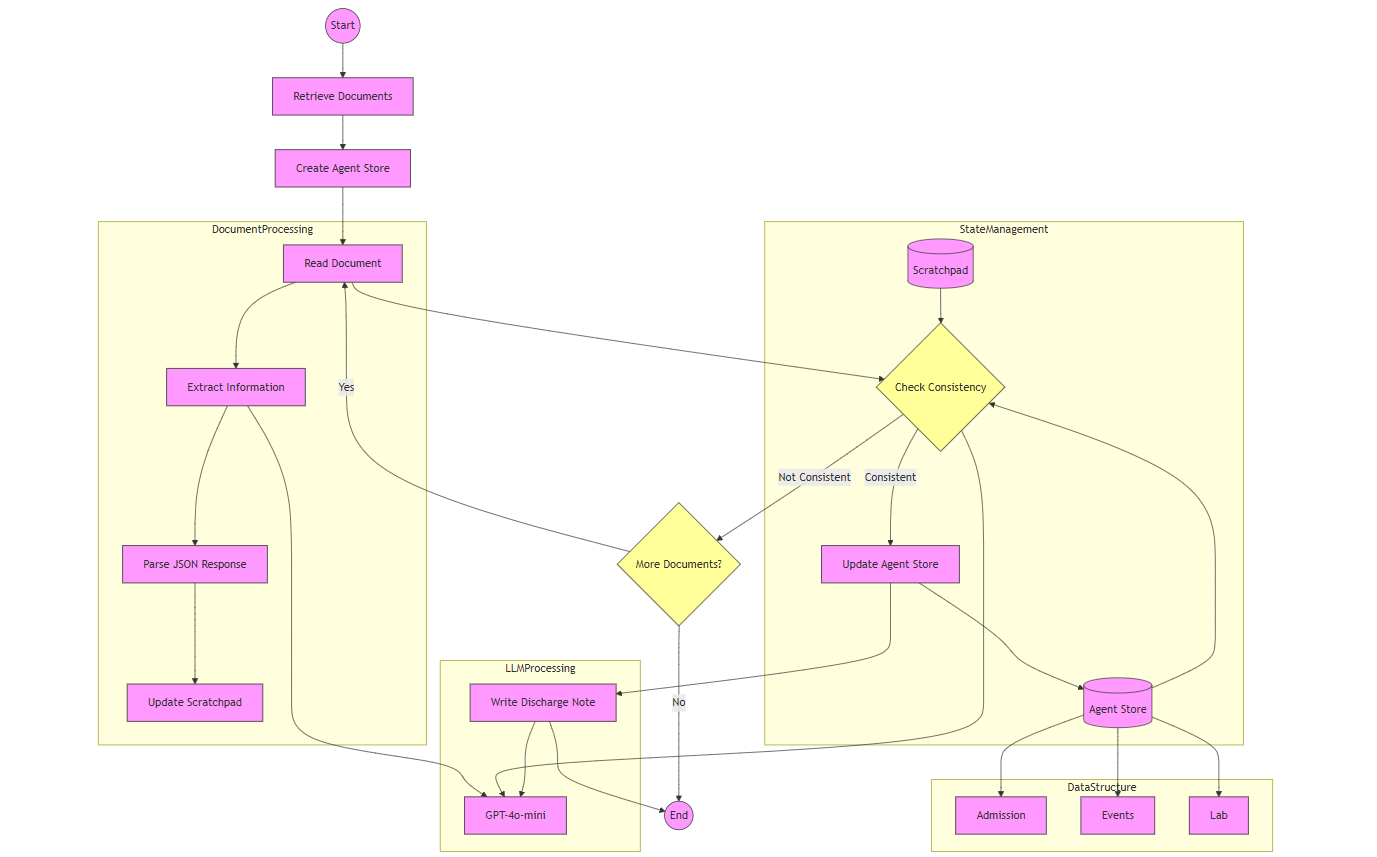 Start
Retrieve Documents
Create Agent Store
DocumentProcessing
StateManagement
Read Document
Scratchpad
Extract Information
Yes
Check Consistency
Not Consistent
Consistent
Parse JSON Response
More Documents?
Update Agent Store
LLMProcessing
Update Scratchpad
Write Discharge Note
No
Agent Store
DataStructure
GPT-4o-mini
End
Admission
Events
Lab